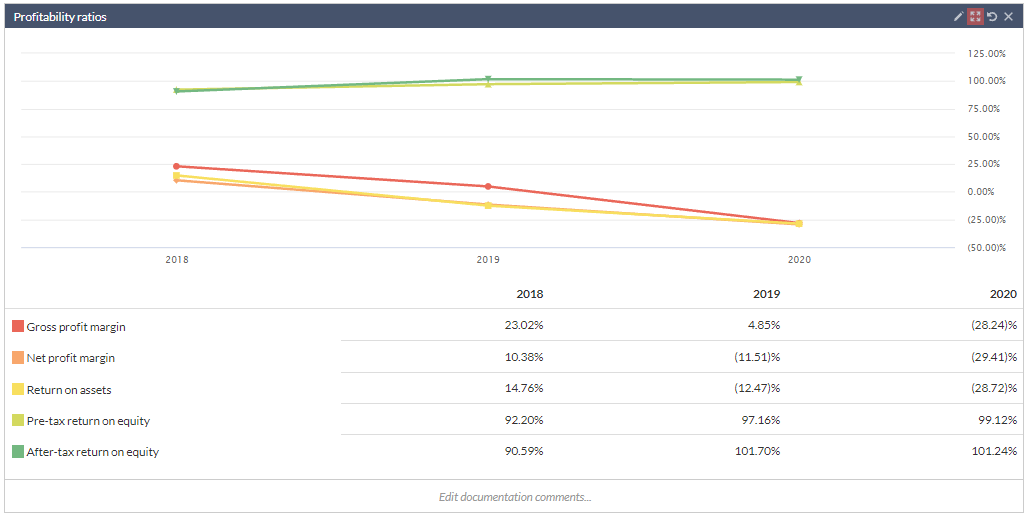 Profitability ratios
125.00%
100.00%
75.00%
50.00%
25.00%
0.00%
(25.00)%
(50.00)%
2018 2019 2020
2018 2019 2020
Gross profit margin 23.02% 4.85% (28.24)%
Net profit margin 10.38% (11.51)% (29.41)%
Return on assets 14.76% (12.47)% (28.72)%
Pre-tax return on equity 92.20% 97.16% 99.12%
After-tax return on equity 90.59% 101.70% 101.24%
Edit documentation comments...